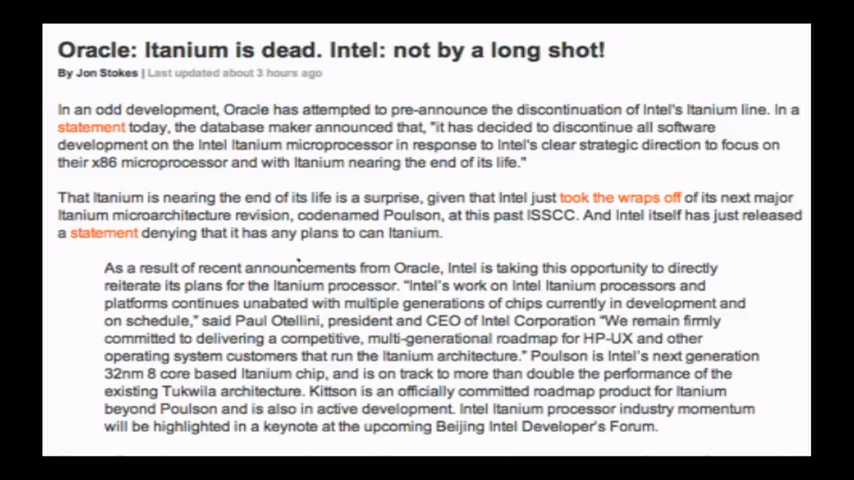 Oracle: Itanium is dead. Intel: not by a long shot!
By Jon Stokes | Last updated about 3 hours ago
In an odd development, Oracle has attempted to pre-announce the discontinuation of Intel's Itanium line. In a
statement today, the database maker announced that, "it has decided to discontinue all software
development on the Intel Itanium microprocessor in response to Intel's clear strategic direction to focus on
their x86 microprocessor and with Itanium nearing the end of its life."
That Itanium is nearing the end of its life is a surprise, given that Intel just took the wraps off of its next major
Itanium microarchitecture revision, codenamed Poulson, at this past ISSCC. And Intel itself has just released
a statement denying that it has any plans to can Itanium.
As a result of recent announcements from Oracle, Intel is taking this opportunity to directly
reiterate its plans for the Itanium processor. "Intel's work on Intel Itanium processors and
platforms continues unabated with multiple generations of chips currently in development and
on schedule," said Paul Otellini, president and CEO of Intel Corporation "We remain firmly
committed to delivering a competitive, multi-generational roadmap for HP-UX and other
operating system customers that run the Itanium architecture." Poulson is Intel's next generation
32nm 8 core based Itanium chip, and is on track to more than double the performance of the
existing Tukwila architecture. Kittson is an officially committed roadmap product for Itanium
beyond Poulson and is also in active development. Intel Itanium processor industry momentum
will be highlighted in a keynote at the upcoming Beijing Intel Developer's Forum.